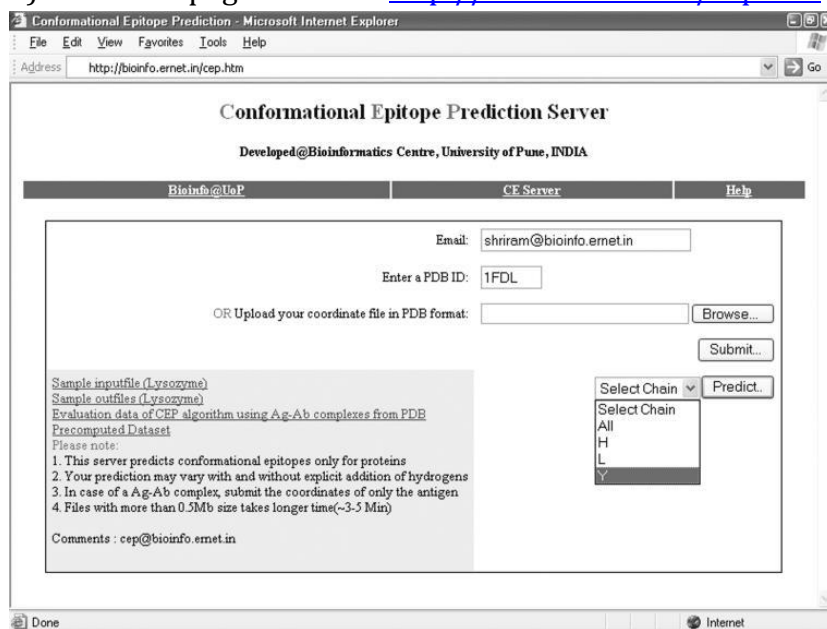 Conformational Epitope Prediction - Microsoft Internet Explorer
File Edit View Favorites Tools Help
Address http://bioinfo.ernet.in/cep.htm Go
Conformational Epitope Prediction Server
Developed@Bioinformatics Centre, University of Pune, INDIA
Bioinfo@UoP CE Server Help
Email: shriram@bioinfo.ernet.in
Enter a PDB ID: 1FDL
OR Upload your coordinate file in PDB format: Browse...
Submit...
Select Chain Predict..
Select Chain
All
H
L
Y
Sample inputfile (Lysozyme)
Sample outfiles (Lysozyme)
Evaluation data of CEP algorithm using Ag-Ab complexes from PDB
Precomputed Dataset
Please note:
1. This server predicts conformational epitopes only for proteins
2. Your prediction may vary with and without explicit addition of hydrogens
3. In case of a Ag-Ab complex, submit the coordinates of only the antigen
4. Files with more than 0.5Mb size takes longer time(~3-5 Min)
Comments : cep@bioinfo.ernet.in
Done Internet